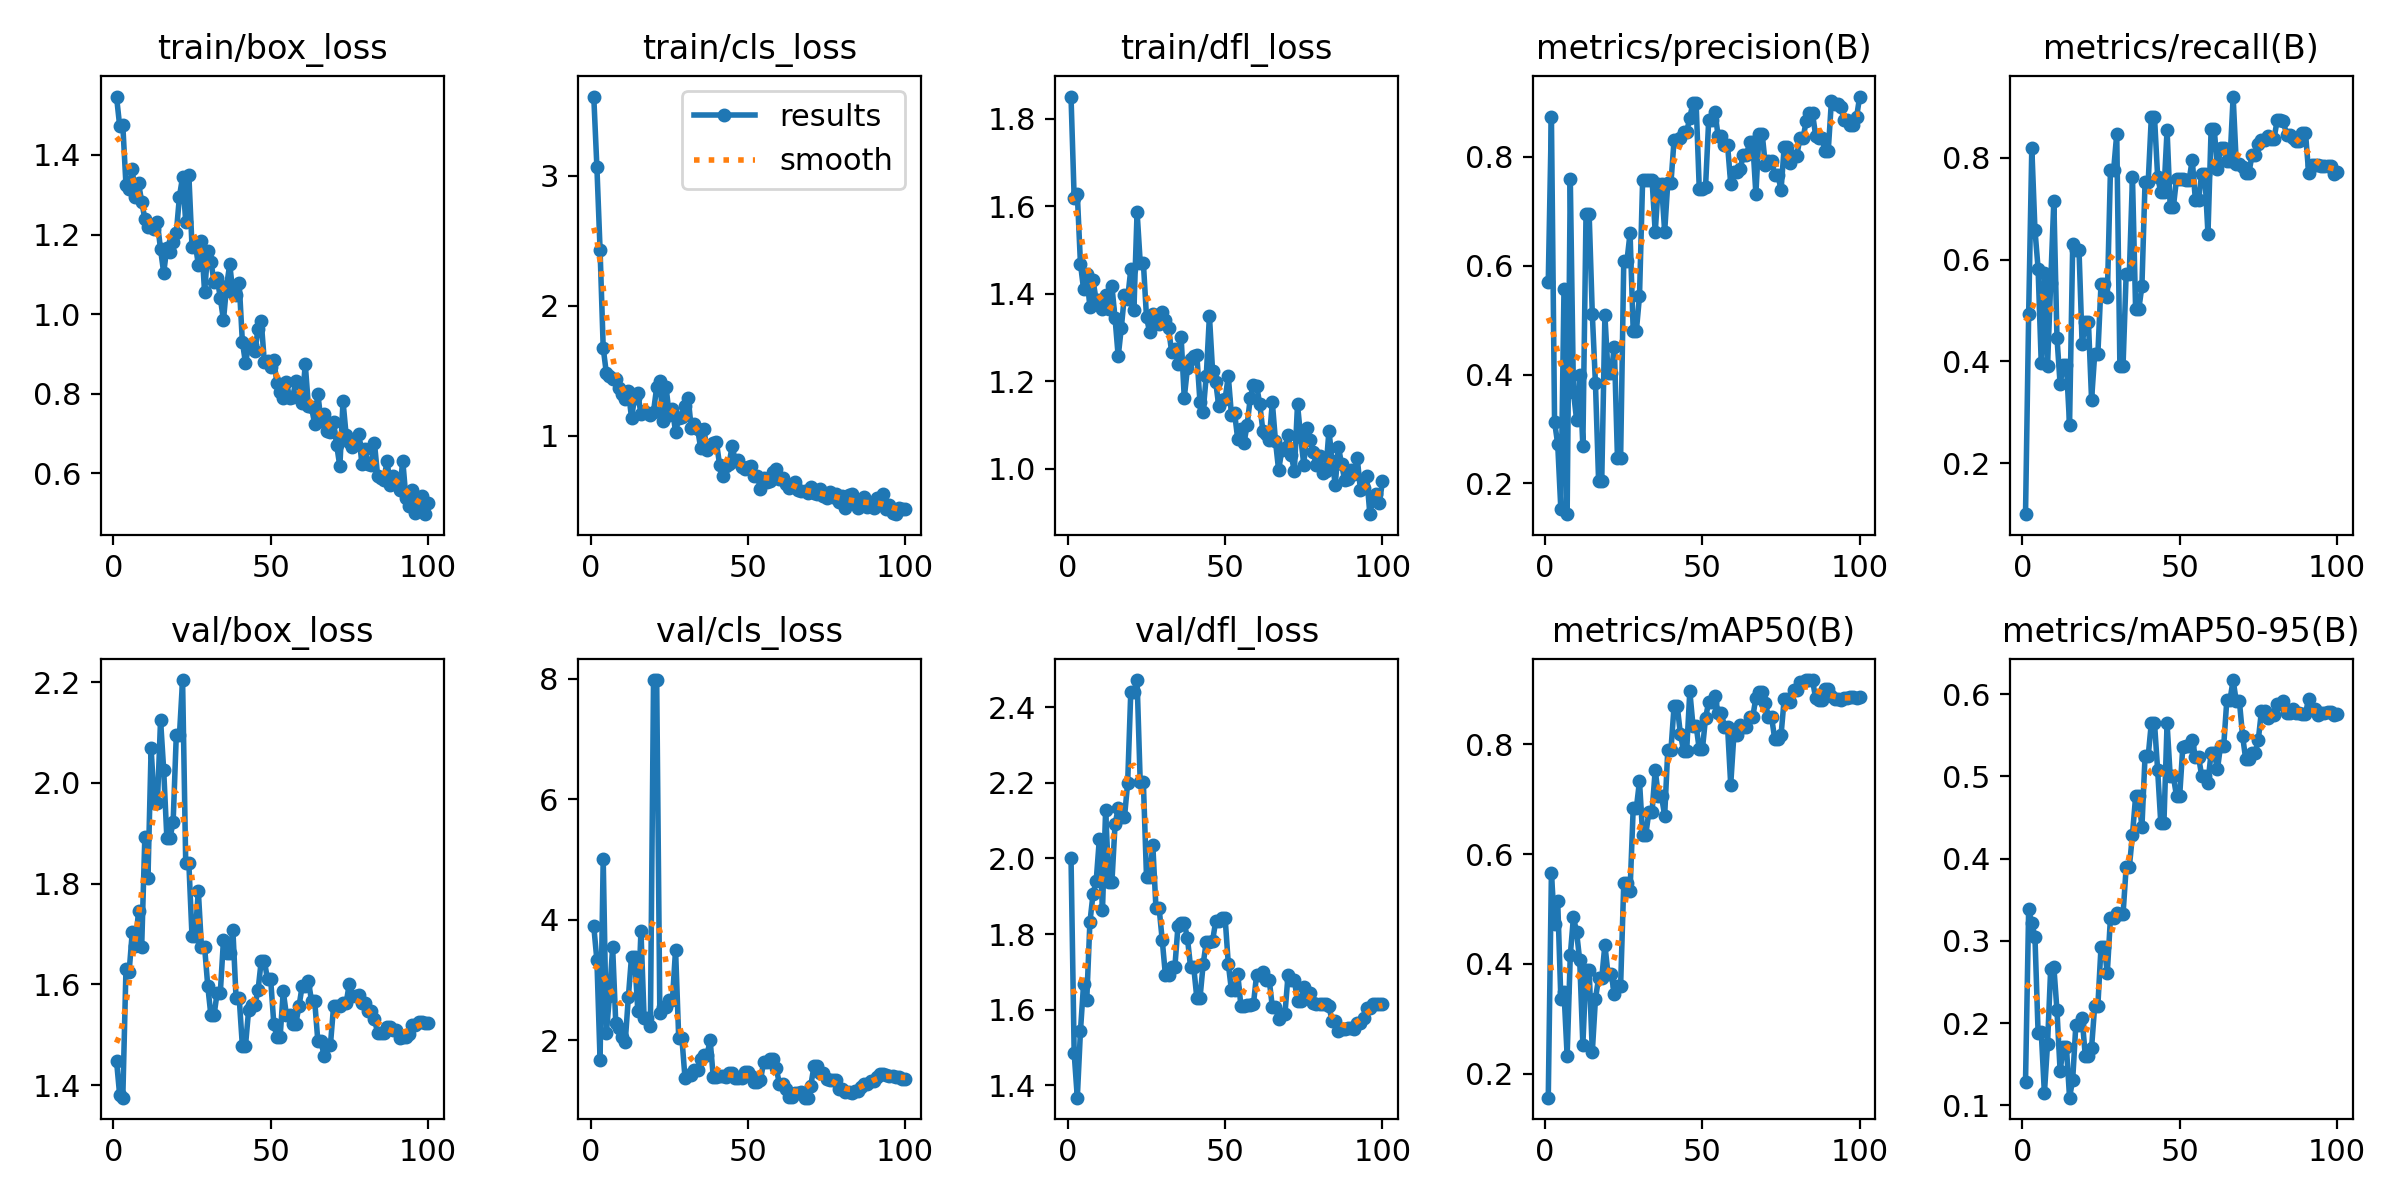 train/box_loss
train/cls_loss
train/dfl_loss
metrics/precision(B)
metrics/recall(B)
1.4
1.2
1.0
0.8
0.6
0 50 100
3
2
1
0 50 100
results
smooth
1.8
1.6
1.4
1.2
1.0
0 50 100
0.8
0.6
0.4
0.2
0 50 100
0.8
0.6
0.4
0.2
0 50 100
val/box_loss
val/cls_loss
val/dfl_loss
metrics/mAP50(B)
metrics/mAP50-95(B)
2.2
2.0
1.8
1.6
1.4
0 50 100
8
6
4
2
0 50 100
2.4
2.2
2.0
1.8
1.6
1.4
0 50 100
0.8
0.6
0.4
0.2
0 50 100
0.6
0.5
0.4
0.3
0.2
0.1
0 50 100